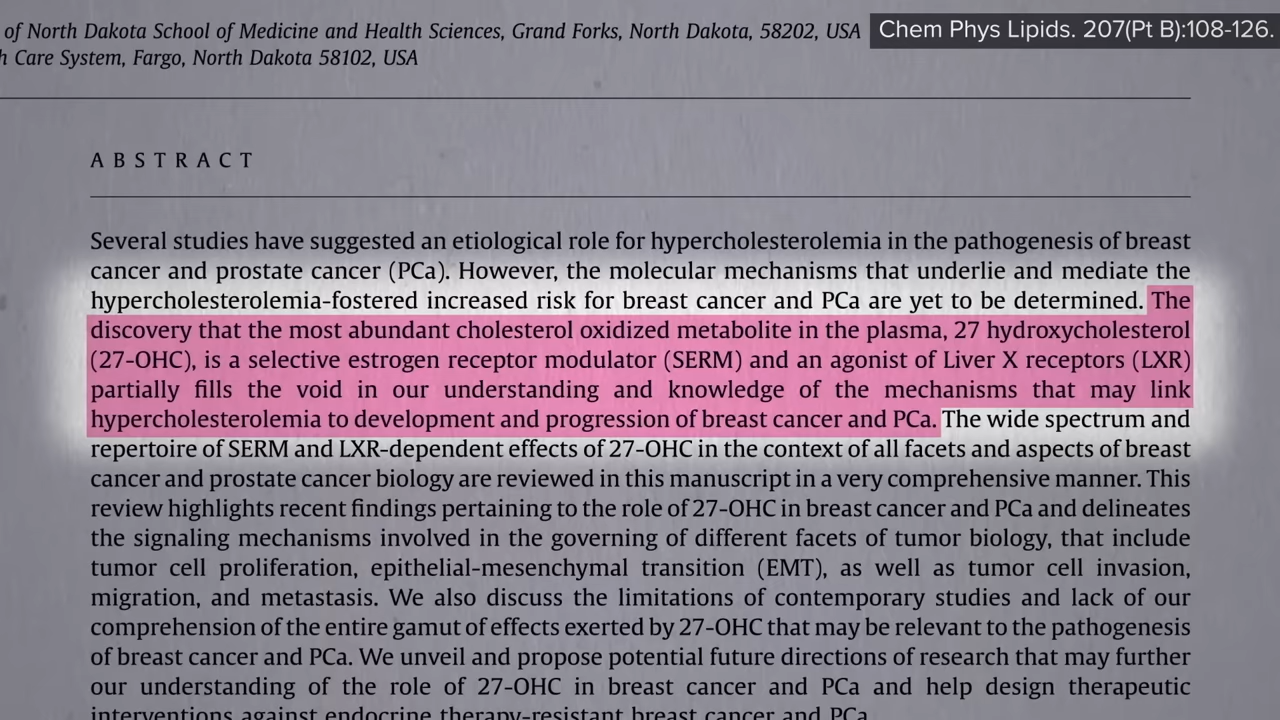 of North Dakota School of Medicine and Health Sciences, Grand Forks, North Dakota, 58202, USA
Chem Phys Lipids. 207(Pt B):108-126.
h Care System, Fargo, North Dakota 58102, USA
ABSTRACT
Several studies have suggested an etiological role for hypercholesterolemia in the pathogenesis of breast
cancer and prostate cancer (PCa). However, the molecular mechanisms that underlie and mediate the
hypercholesterolemia-fostered increased risk for breast cancer and PCa are yet to be determined. The
discovery that the most abundant cholesterol oxidized metabolite in the plasma, 27 hydroxycholesterol
(27-OHC), is a selective estrogen receptor modulator (SERM) and an agonist of Liver X receptors (LXR)
partially fills the void in our understanding and knowledge of the mechanisms that may link
hypercholesterolemia to development and progression of breast cancer and PCa. The wide spectrum and
repertoire of SERM and LXR-dependent effects of 27-OHC in the context of all facets and aspects of breast
cancer and prostate cancer biology are reviewed in this manuscript in a very comprehensive manner. This
review highlights recent findings pertaining to the role of 27-OHC in breast cancer and PCa and delineates
the signaling mechanisms involved in the governing of different facets of tumor biology, that include
tumor cell proliferation, epithelial-mesenchymal transition (EMT), as well as tumor cell invasion,
migration, and metastasis. We also discuss the limitations of contemporary studies and lack of our
comprehension of the entire gamut of effects exerted by 27-OHC that may be relevant to the pathogenesis
of breast cancer and PCa. We unveil and propose potential future directions of research that may further
our understanding of the role of 27-OHC in breast cancer and PCa and help design therapeutic
interventions against endocrine therapy-resistant breast cancer and PCa.